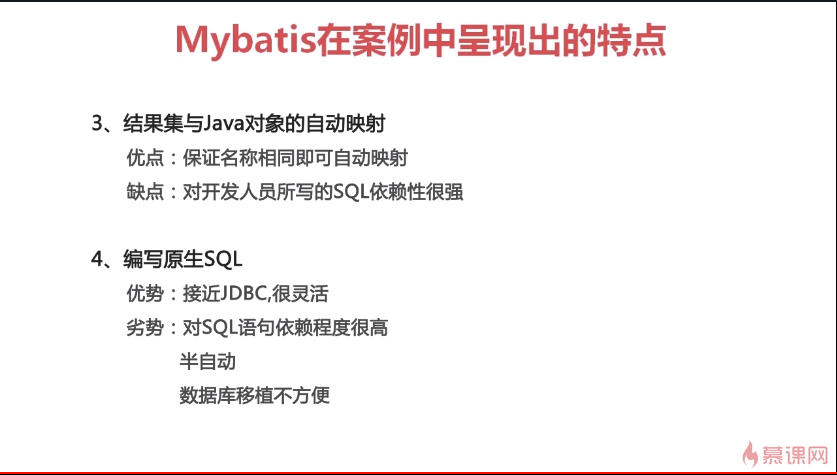 Mybatis在案例中呈现出的特点
3、结果集与Java对象的自动映射
优点：保证名称相同即可自动映射
缺点：对开发人员所写的SQL依赖性很强
4、编写原生SQL
优势：接近JDBC,很灵活
劣势：对SQL语句依赖程度很高
半自动
数据库移植不方便
慕课网